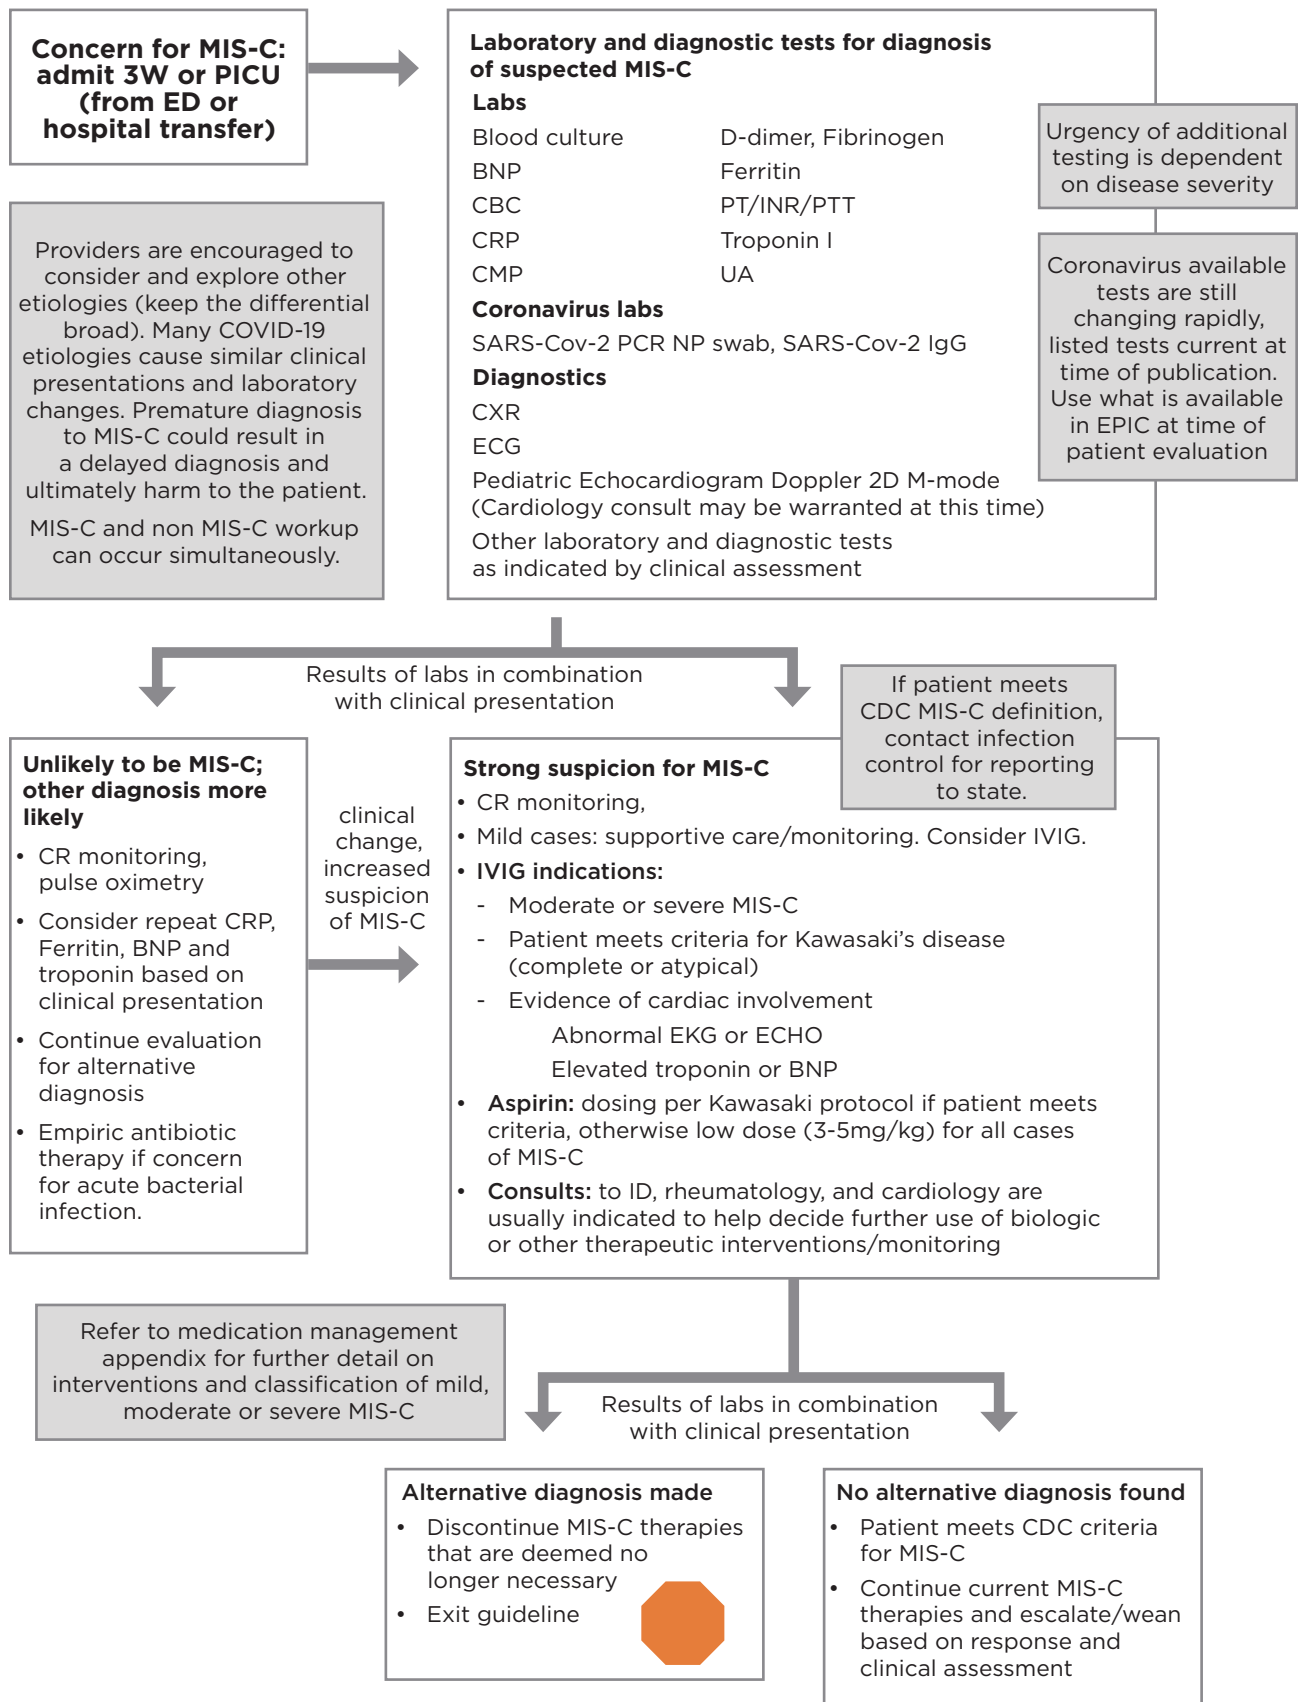 Concern for MIS-C:
admit 3W or PICU
(from ED or
hospital transfer)
Laboratory and diagnostic tests for diagnosis
of suspected MIS-C
Labs
Blood culture
BNP
CBC
CRP
CMP
D-dimer, Fibrinogen
Ferritin
PT/INR/PTT
Troponin I
UA
Coronavirus labs
SARS-Cov-2 PCR NP swab, SARS-Cov-2 IgG
Diagnostics
CXR
ECG
Pediatric Echocardiogram Doppler 2D M-mode
(Cardiology consult may be warranted at this time)
Other laboratory and diagnostic tests
as indicated by clinical assessment
Urgency of additional
testing is dependent
on disease severity
Coronavirus available
tests are still
changing rapidly,
listed tests current at
time of publication.
Use what is available
in EPIC at time of
patient evaluation
Providers are encouraged to
consider and explore other
etiologies (keep the differential
broad). Many COVID-19
etiologies cause similar clinical
presentations and laboratory
changes. Premature diagnosis
to MIS-C could result in
a delayed diagnosis and
ultimately harm to the patient.
MIS-C and non MIS-C workup
can occur simultaneously.
Results of labs in combination
with clinical presentation
If patient meets
CDC MIS-C definition,
contact infection
control for reporting
to state.
Unlikely to be MIS-C;
other diagnosis more
likely
• CR monitoring,
pulse oximetry
• Consider repeat CRP,
Ferritin, BNP and
troponin based on
clinical presentation
• Continue evaluation
for alternative
diagnosis
• Empiric antibiotic
therapy if concern
for acute bacterial
infection.
clinical
change,
increased
suspicion
of MIS-C
Strong suspicion for MIS-C
• CR monitoring,
• Mild cases: supportive care/monitoring. Consider IVIG.
• IVIG indications:
- Moderate or severe MIS-C
- Patient meets criteria for Kawasaki's disease
(complete or atypical)
- Evidence of cardiac involvement
Abnormal EKG or ECHO
Elevated troponin or BNP
• Aspirin: dosing per Kawasaki protocol if patient meets
criteria, otherwise low dose (3-5mg/kg) for all cases
of MIS-C
• Consults: to ID, rheumatology, and cardiology are
usually indicated to help decide further use of biologic
or other therapeutic interventions/monitoring
Refer to medication management
appendix for further detail on
interventions and classification of mild,
moderate or severe MIS-C
Results of labs in combination
with clinical presentation
Alternative diagnosis made
• Discontinue MIS-C therapies
that are deemed no
longer necessary
• Exit guideline
No alternative diagnosis found
• Patient meets CDC criteria
for MIS-C
• Continue current MIS-C
therapies and escalate/wean
based on response and
clinical assessment